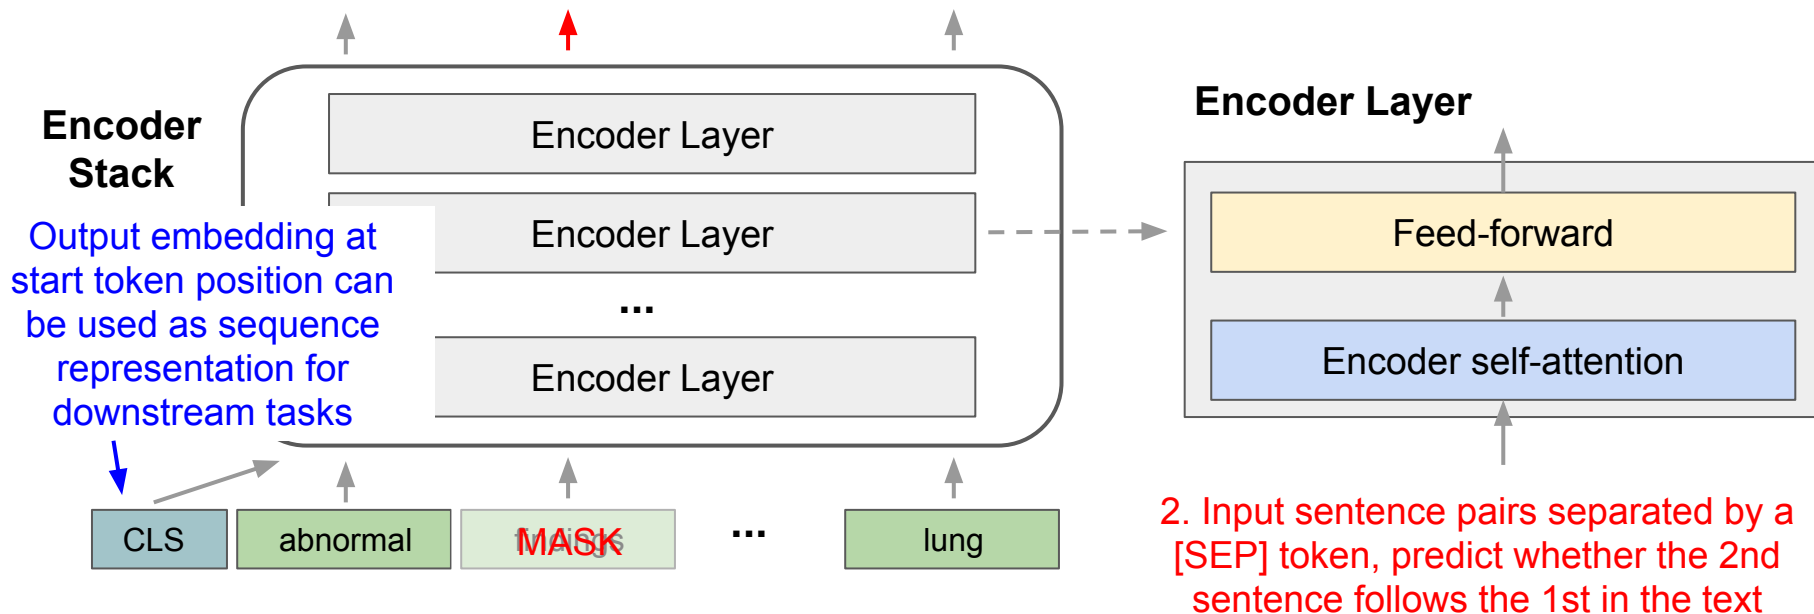 Encoder
Stack
Output embedding at
start token position can
be used as sequence
representation for
downstream tasks
Encoder Layer
Encoder Layer
...
Encoder Layer
CLS
abnormal
findings
MASK
...
lung
Encoder Layer
Feed-forward
Encoder self-attention
2. Input sentence pairs separated by a
[SEP] token, predict whether the 2nd
sentence follows the 1st in the text